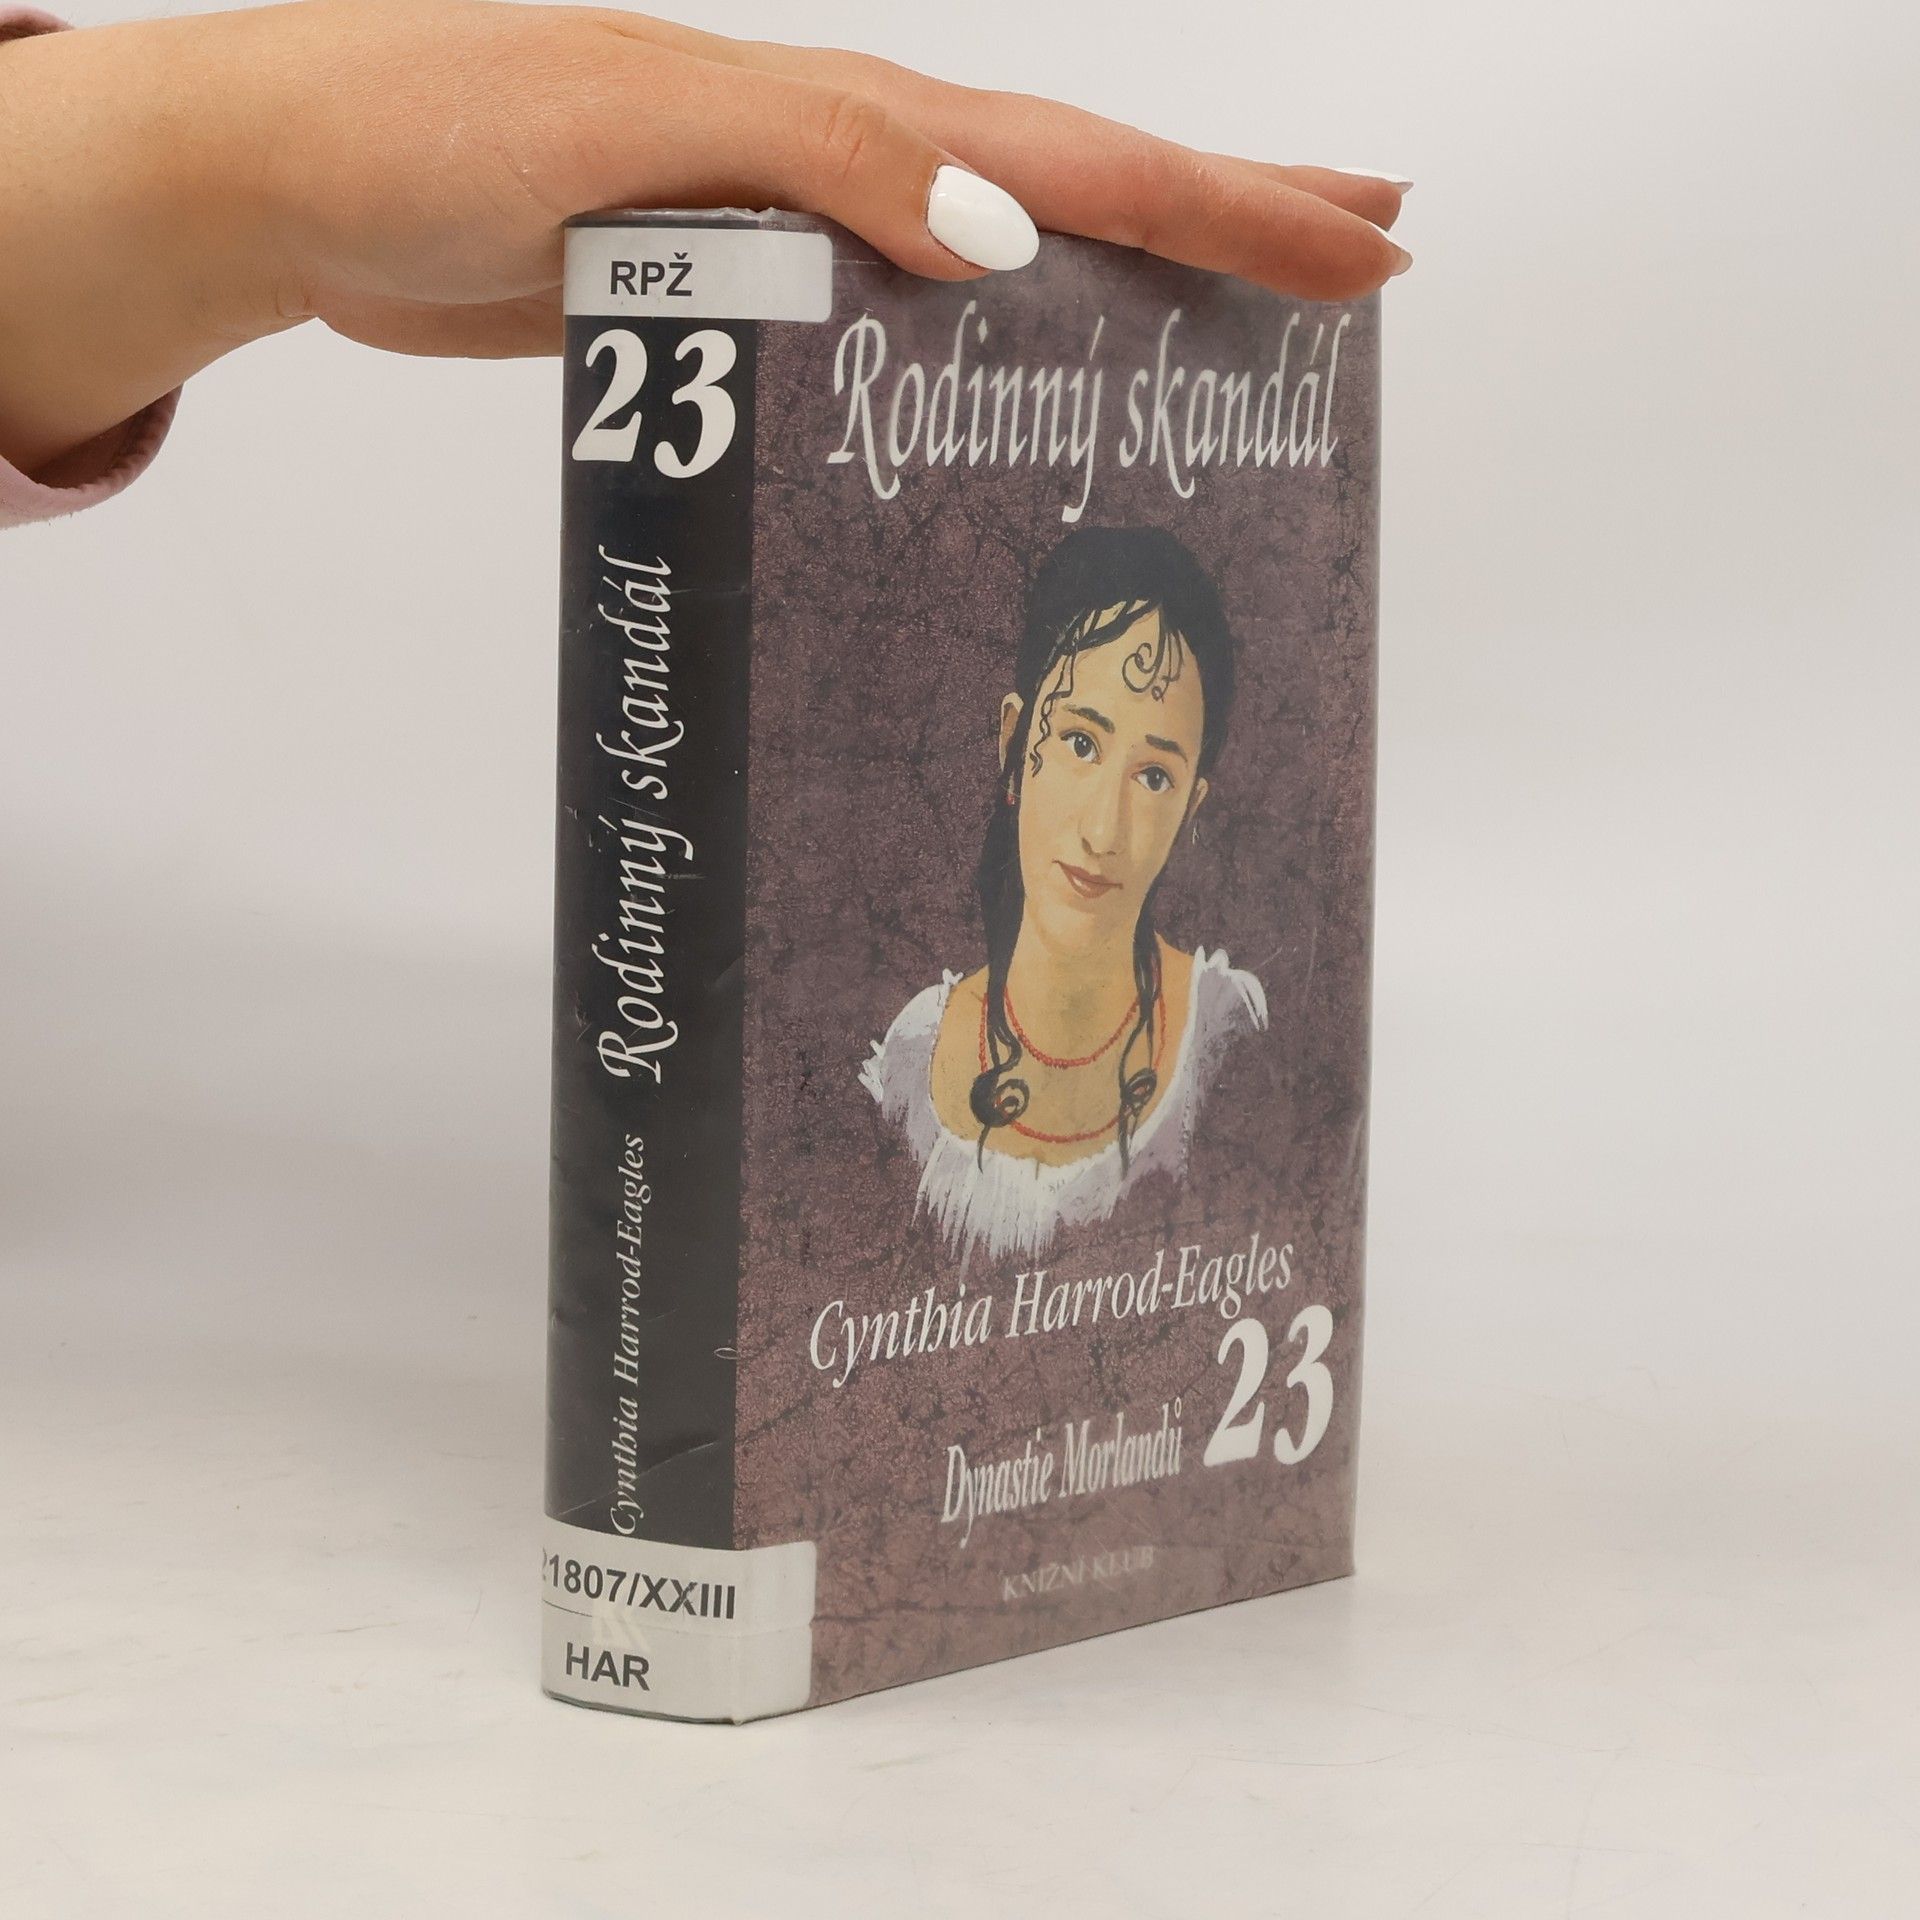 RPŽ
23
Rodinný skandál
Cynthia Harrod-Eagles
21807/XXIII
HAR
Rodinný skandál
Cynthia Harrod-Eagles
Dynastie Morlandů 23
KNIŽNÍ KLUB